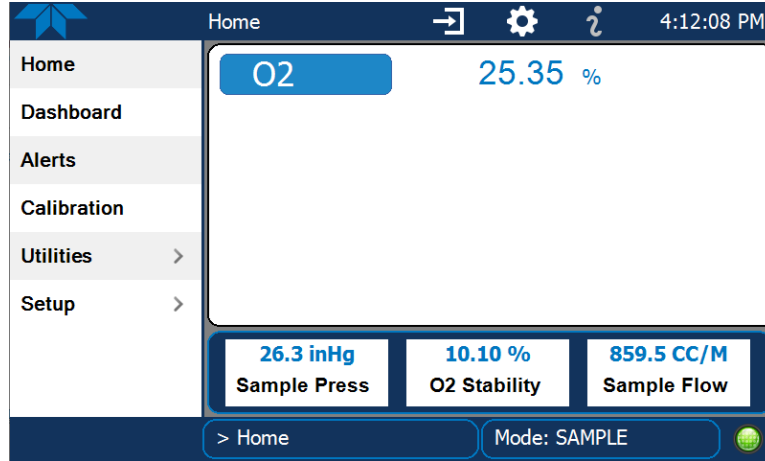 Home 4:12:08 PM
Home
Dashboard
Alerts
Calibration
Utilities >
Setup >
O2 25.35 %
26.3 inHg
Sample Press
10.10 %
O2 Stability
859.5 CC/M
Sample Flow
> Home
Mode: SAMPLE